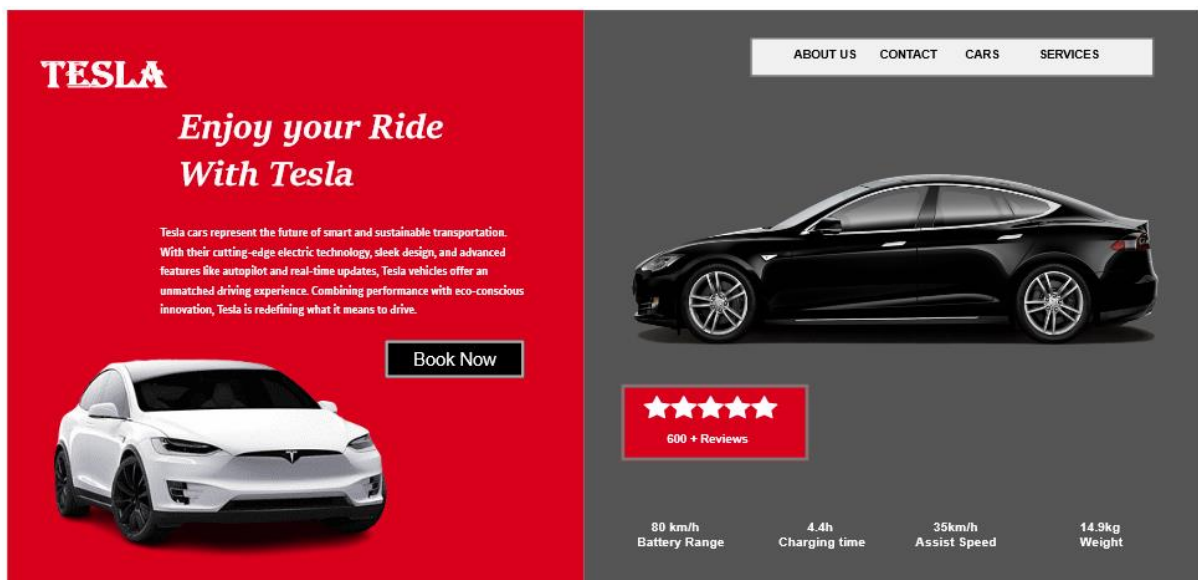 TESLA
Enjoy your Ride
With Tesla
Tesla cars represent the future of smart and sustainable transportation.
With their cutting-edge electric technology, sleek design, and advanced
features like autopilot and real-time updates, Tesla vehicles offer an
unmatched driving experience. Combining performance with eco-conscious
innovation, Tesla is redefining what it means to drive.
Book Now
ABOUT US CONTACT CARS SERVICES
600 + Reviews
80 km/h
Battery Range
4.4h
Charging time
35km/h
Assist Speed
14.9kg
Weight